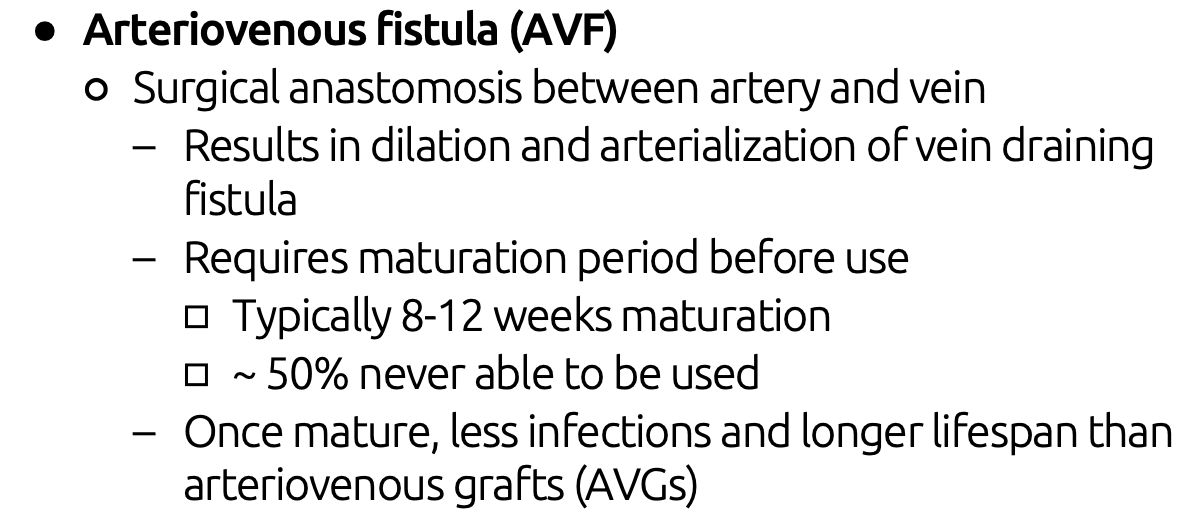 ● Arteriovenous fistula (AVF)
○ Surgical anastomosis between artery and vein
– Results in dilation and arterialization of vein draining
fistula
– Requires maturation period before use
□ Typically 8-12 weeks maturation
□ ~ 50% never able to be used
– Once mature, less infections and longer lifespan than
arteriovenous grafts (AVGs)